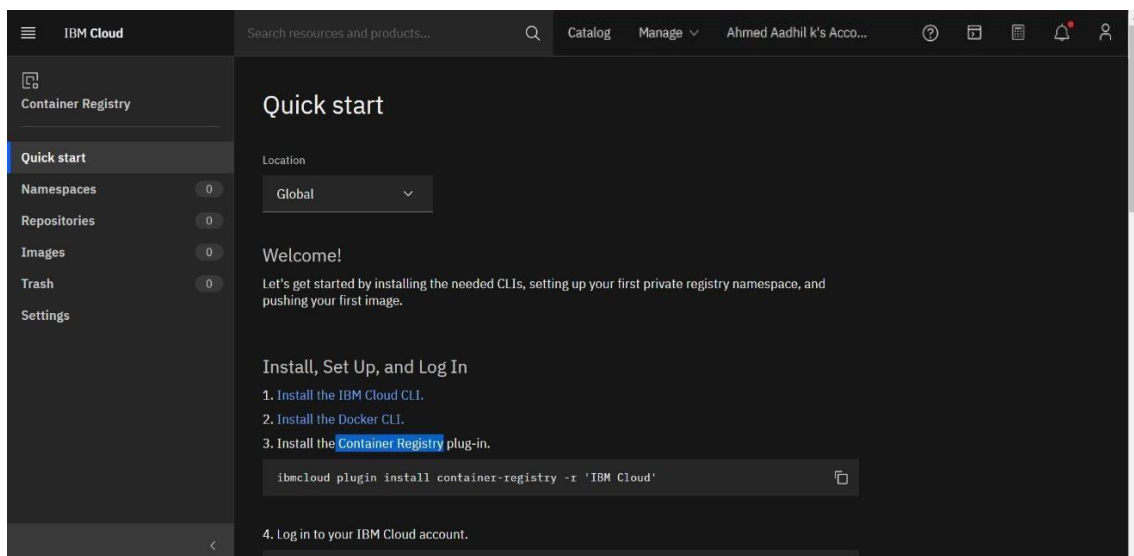 IBM Cloud
Search resources and products...
Catalog
Manage
Ahmed Aadhil k's Acco...
Container Registry
Quick start
Namespaces 0
Repositories 0
Images 0
Trash 0
Settings
Quick start
Location
Global
Welcome!
Let's get started by installing the needed CLIs, setting up your first private registry namespace, and
pushing your first image.
Install, Set Up, and Log In
1. Install the IBM Cloud CLI.
2. Install the Docker CLI.
3. Install the Container Registry plug-in.
ibmcloud plugin install container-registry -r 'IBM Cloud'
4. Log in to your IBM Cloud account.